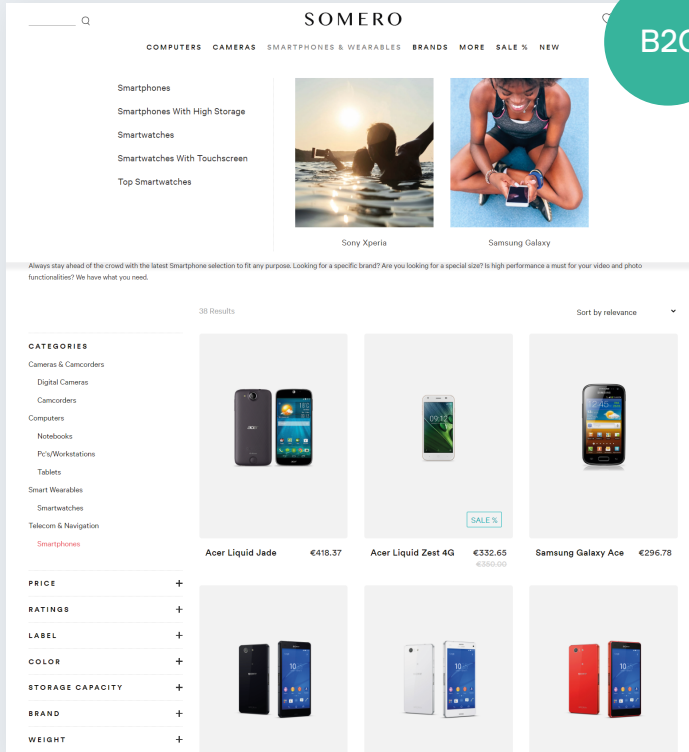 SOMERO
B2C
COMPUTERS CAMERAS SMARTPHONES & WEARABLES BRANDS MORE SALE % NEW
Smartphones
Smartphones With High Storage
Smartwatches
Smartwatches With Touchscreen
Top Smartwatches
Sony Xperia
Samsung Galaxy
Always stay ahead of the crowd with the latest Smartphone selection to fit any purpose. Looking for a specific brand? Are you looking for a special size? Is high performance a must for your video and photo
functionalities? We have what you need.
38 Results
Sort by relevance
CATEGORIES
Cameras & Camcorders
Digital Cameras
Camcorders
Computers
Notebooks
Pc's/Workstations
Tablets
Smart Wearables
Smartwatches
Telecom & Navigation
Smartphones
acer
09:12
12:45
SALE %
Acer Liquid Jade €418.37
Acer Liquid Zest 4G €332.65
€350.00
Samsung Galaxy Ace €296.78
PRICE +
RATINGS +
LABEL +
COLOR +
STORAGE CAPACITY +
BRAND +
WEIGHT +